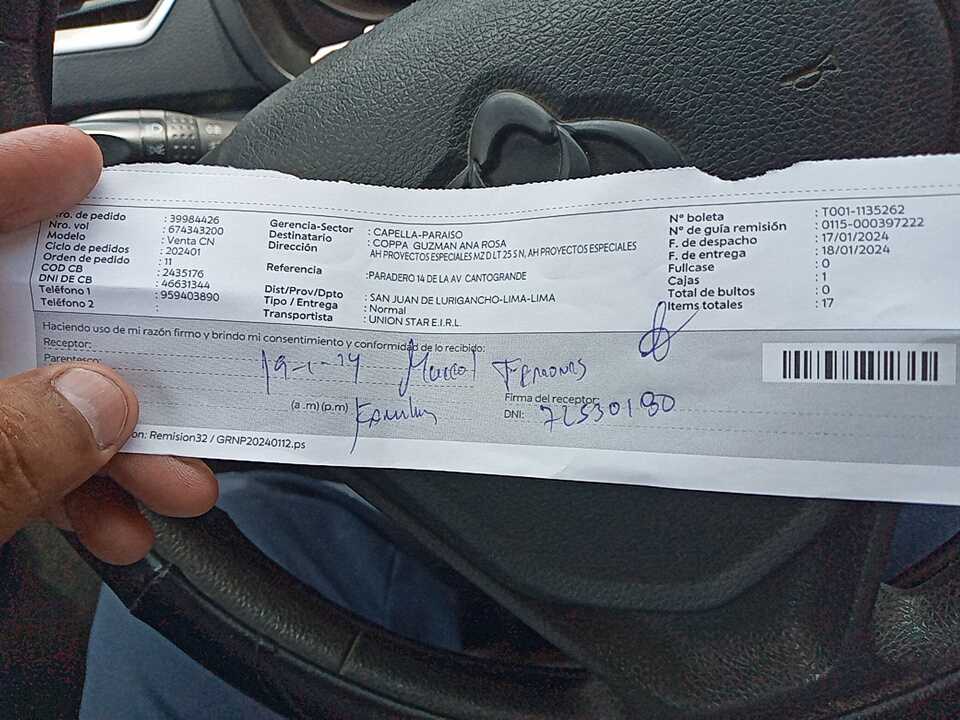 Nro. de pedido : 39984426
Nro. vol : 674343200
Modelo : Venta CN
Ciclo de pedidos : 202401
Orden de pedido : 11
COD CB : 2435176
DNI DE CB : 46631344
Teléfono 1 : 959403890
Teléfono 2 :
Gerencia-Sector : CAPELLA-PARAISO
Destinatario : COPPA GUZMAN ANA ROSA
Dirección AH PROYECTOS ESPECIALES MZ D LT 25 S N, AH PROYECTOS ESPECIALES
Referencia : PARADERO 14 DE LA AV CANTOGRANDE
Dist/Prov/Dpto : SAN JUAN DE LURIGANCHO-LIMA-LIMA
Tipo / Entrega : Normal
Transportista : UNION STAR E.I.R.L.
Nº boleta : T001-1135262
Nº de guía remisión : 0115-000397222
F. de despacho : 17/01/2024
F. de entrega : 18/01/2024
Fullcase : 0
Cajas : 1
Total de bultos : 0
Items totales : 17
Haciendo uso de mi razón firmo y brindo mi consentimiento y conformidad de lo recibido:
Receptor:
Parentesco:
(a .m) (p.m)
Firma del receptor:
DNI: 72530180
on: Remision32 / GRNP20240112.ps